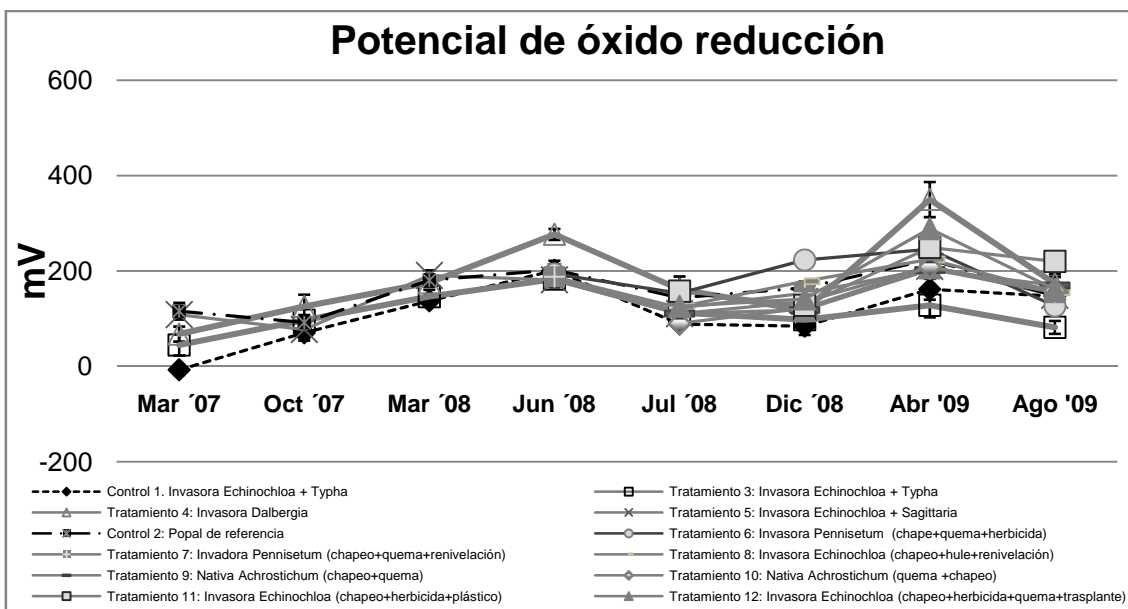 Potencial de óxido reducción
600
400
200
0
-200
mV
Mar ´07 Oct ´07 Mar ´08 Jun ´08 Jul ´08 Dic ´08 Abr '09 Ago '09
Control 1. Invasora Echinochloa + Typha
Tratamiento 3: Invasora Echinochloa + Typha
Tratamiento 4: Invasora Dalbergia
Tratamiento 5: Invasora Echinochloa + Sagittaria
Control 2: Popal de referencia
Tratamiento 6: Invasora Pennisetum (chape+quema+herbicida)
Tratamiento 7: Invadora Pennisetum (chapeo+quema+renivelación)
Tratamiento 8: Invasora Echinochloa (chapeo+hule+renivelación)
Tratamiento 9: Nativa Achrostichum (chapeo+quema)
Tratamiento 10: Nativa Achrostichum (quema +chapeo)
Tratamiento 11: Invasora Echinochloa (chapeo+herbicida+plástico)
Tratamiento 12: Invasora Echinochloa (chapeo+herbicida+quema+trasplante)